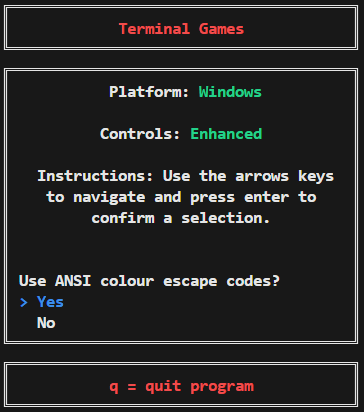 Terminal Games
Platform: Windows
Controls: Enhanced
Instructions: Use the arrows keys
to navigate and press enter to
confirm a selection.
Use ANSI colour escape codes?
> Yes
No
q = quit program